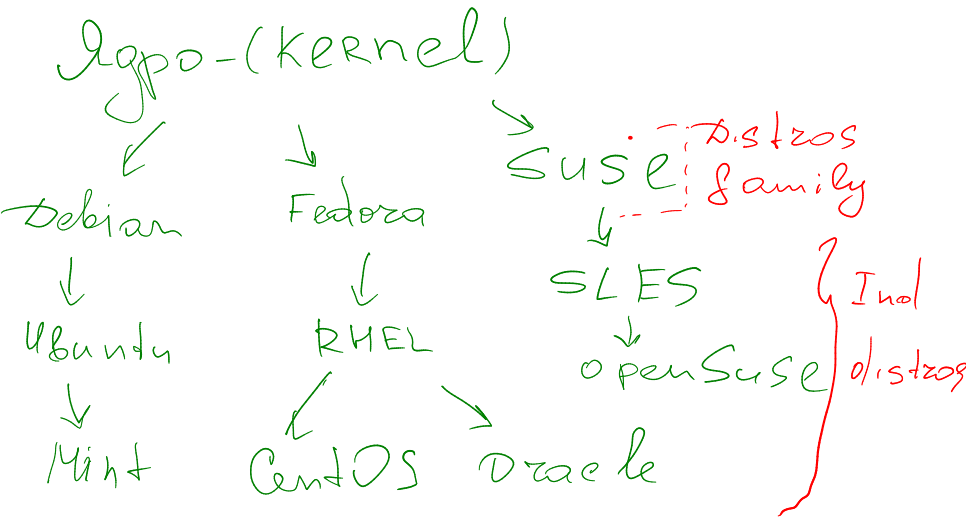 Ядро-(Kernel)
Suse
Distros
family
Debian
Fedora
SLES
Ind
distros
Ubuntu
RHEL
OpenSuse
Mint
CentOS
Oracle